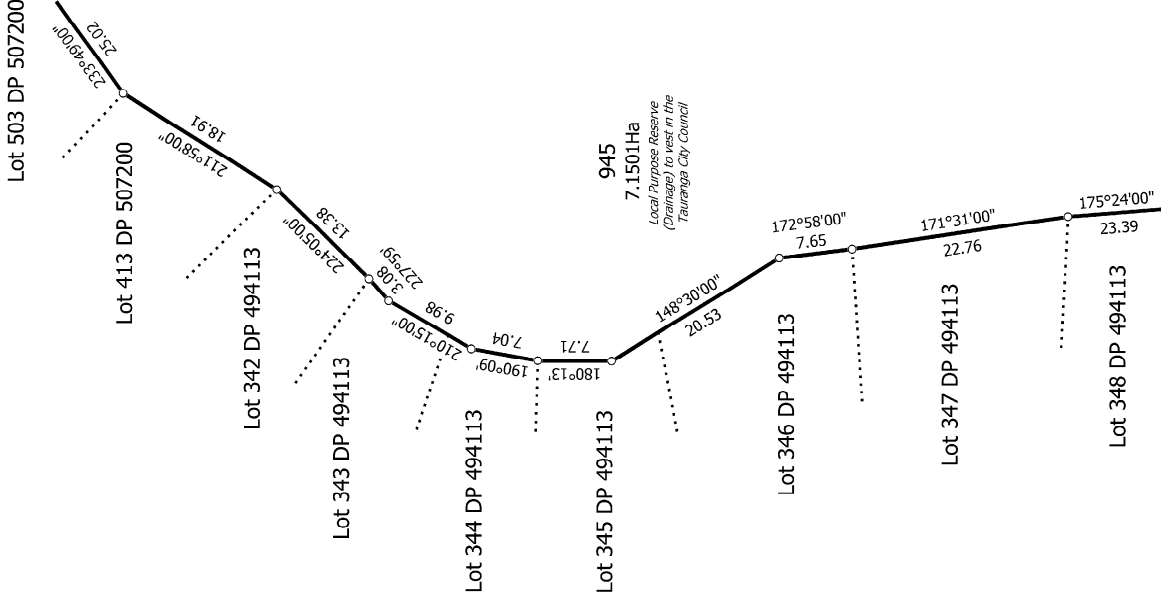 Lot 503 DP 507200
25.02
233°49'00"
18.91
211°58'00"
Lot 413 DP 507200
13.38
224°05'00"
Lot 342 DP 494113
227°59'
3.08
9.98
210°15'00"
Lot 343 DP 494113
7.04
190°09'
Lot 344 DP 494113
7.71
180°13'
Lot 345 DP 494113
945
7.1501Ha
Local Purpose Reserve
(Drainage) to vest in the
Tauranga City Council
148°30'00"
20.53
172°58'00"
7.65
Lot 346 DP 494113
171°31'00"
22.76
Lot 347 DP 494113
175°24'00"
23.39
Lot 348 DP 494113